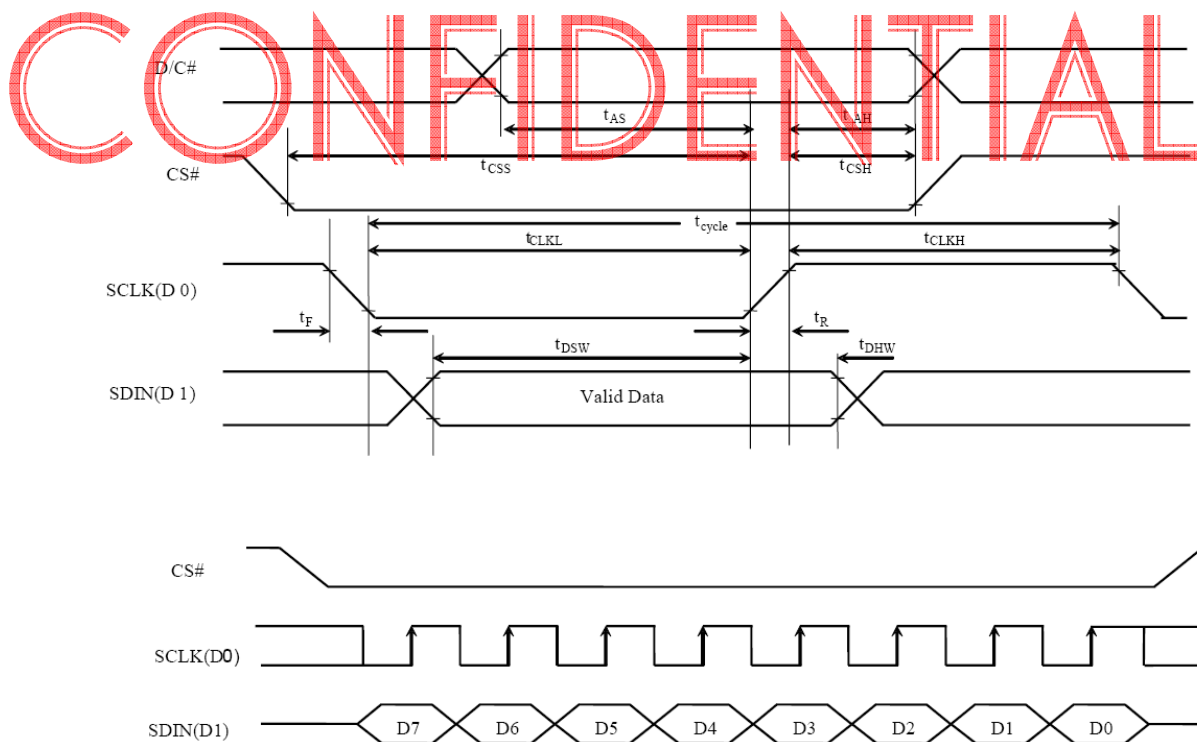 CONFIDENTIAL
D/C#
tAS
tAH
CS#
tCSS
tCSH
tcycle
tCLKL
tCLKH
SCLK(D 0)
tF
tR
tDSW
tDHW
SDIN(D 1)
Valid Data
CS#
SCLK(D0)
SDIN(D1)
D7 D6 D5 D4 D3 D2 D1 D0